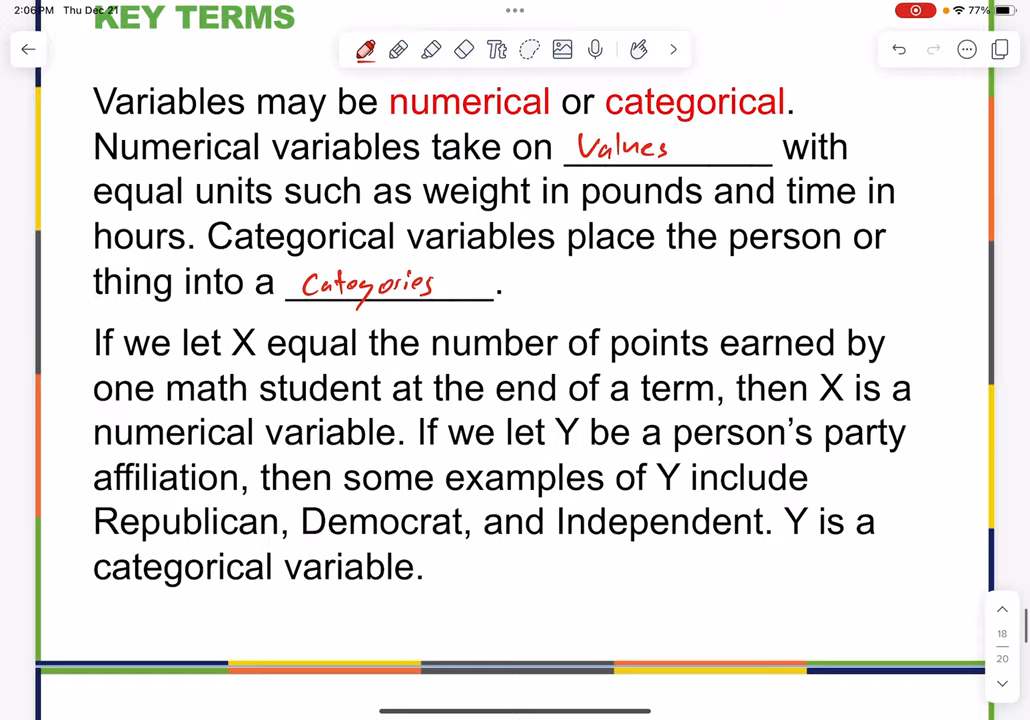 2:06PM Thu Dec 21
77%
KEY TERMS
Tt
Variables may be numerical or categorical.
Numerical variables take on Values with
equal units such as weight in pounds and time in
hours. Categorical variables place the person or
thing into a Categories.
If we let X equal the number of points earned by
one math student at the end of a term, then X is a
numerical variable. If we let Y be a person’s party
affiliation, then some examples of Y include
Republican, Democrat, and Independent. Y is a
categorical variable.
18
20